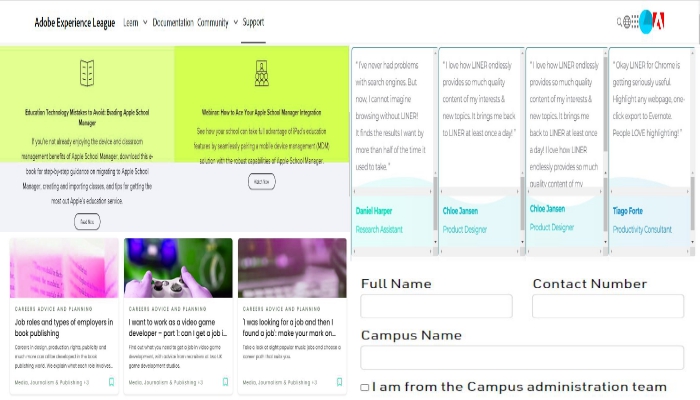 Adobe Experience League
Learn
Documentation
Community
Support
Education Technology Mistakes to Avoid: Evading Apple School
Manager
If you're not already enjoying the device and classroom
management benefits of Apple School Manager, download this e-
book for step-by-step guidance on migrating to Apple School
Manager, creating and importing classes, and tips for getting the
most out Apple's education service.
Read Now
Webinar: How to Ace Your Apple School Manager Integration
See how your school can take full advantage of iPad's education
features by seamlessly pairing a mobile device management (MDM)
solution with the robust capabilities of Apple School Manager.
Watch Now
" I've never had problems
with search engines. But
now, I cannot imagine
browsing without LINER!
It finds the results I want by
more than half of the time it
used to take. "
Daniel Harper
Research Assistant
" I love how LINER endlessly
provides so much quality
content of my interests &
new topics. It brings me back
to LINER at least once a day! "
Chloe Jansen
Product Designer
" I love how LINER endlessly
provides so much quality
content of my interests &
new topics. It brings me
back to LINER at least once
a day! I love how LINER
endlessly provides so much
quality content of my
Chloe Jansen
Product Designer
" Okay LINER for Chrome is
getting seriously useful.
Highlight any webpage, one-
click export to Evernote.
People LOVE highlighting! "
Tiago Forte
Productivity Consultant
CAREERS ADVICE AND PLANNING
Job roles and types of employers in
book publishing
Careers in design, production, rights, publicity and
much more can all be developed in the book
publishing world. We explain what each role involves...
Media, Journalism & Publishing +3
CAREERS ADVICE AND PLANNING
I want to work as a video game
developer – part 1: can I get a job i...
Find out what you need to get a job in video game
development, with advice from recruiters at two UK
game development studios.
Media, Journalism & Publishing +3
CAREERS ADVICE AND PLANNING
'I was looking for a job and then I
found a job': make your mark on...
Take a look at eight popular music jobs and choose a
career path that suits you.
Media, Journalism & Publishing +3
Full Name
Contact Number
Campus Name
I am from the Campus administration team